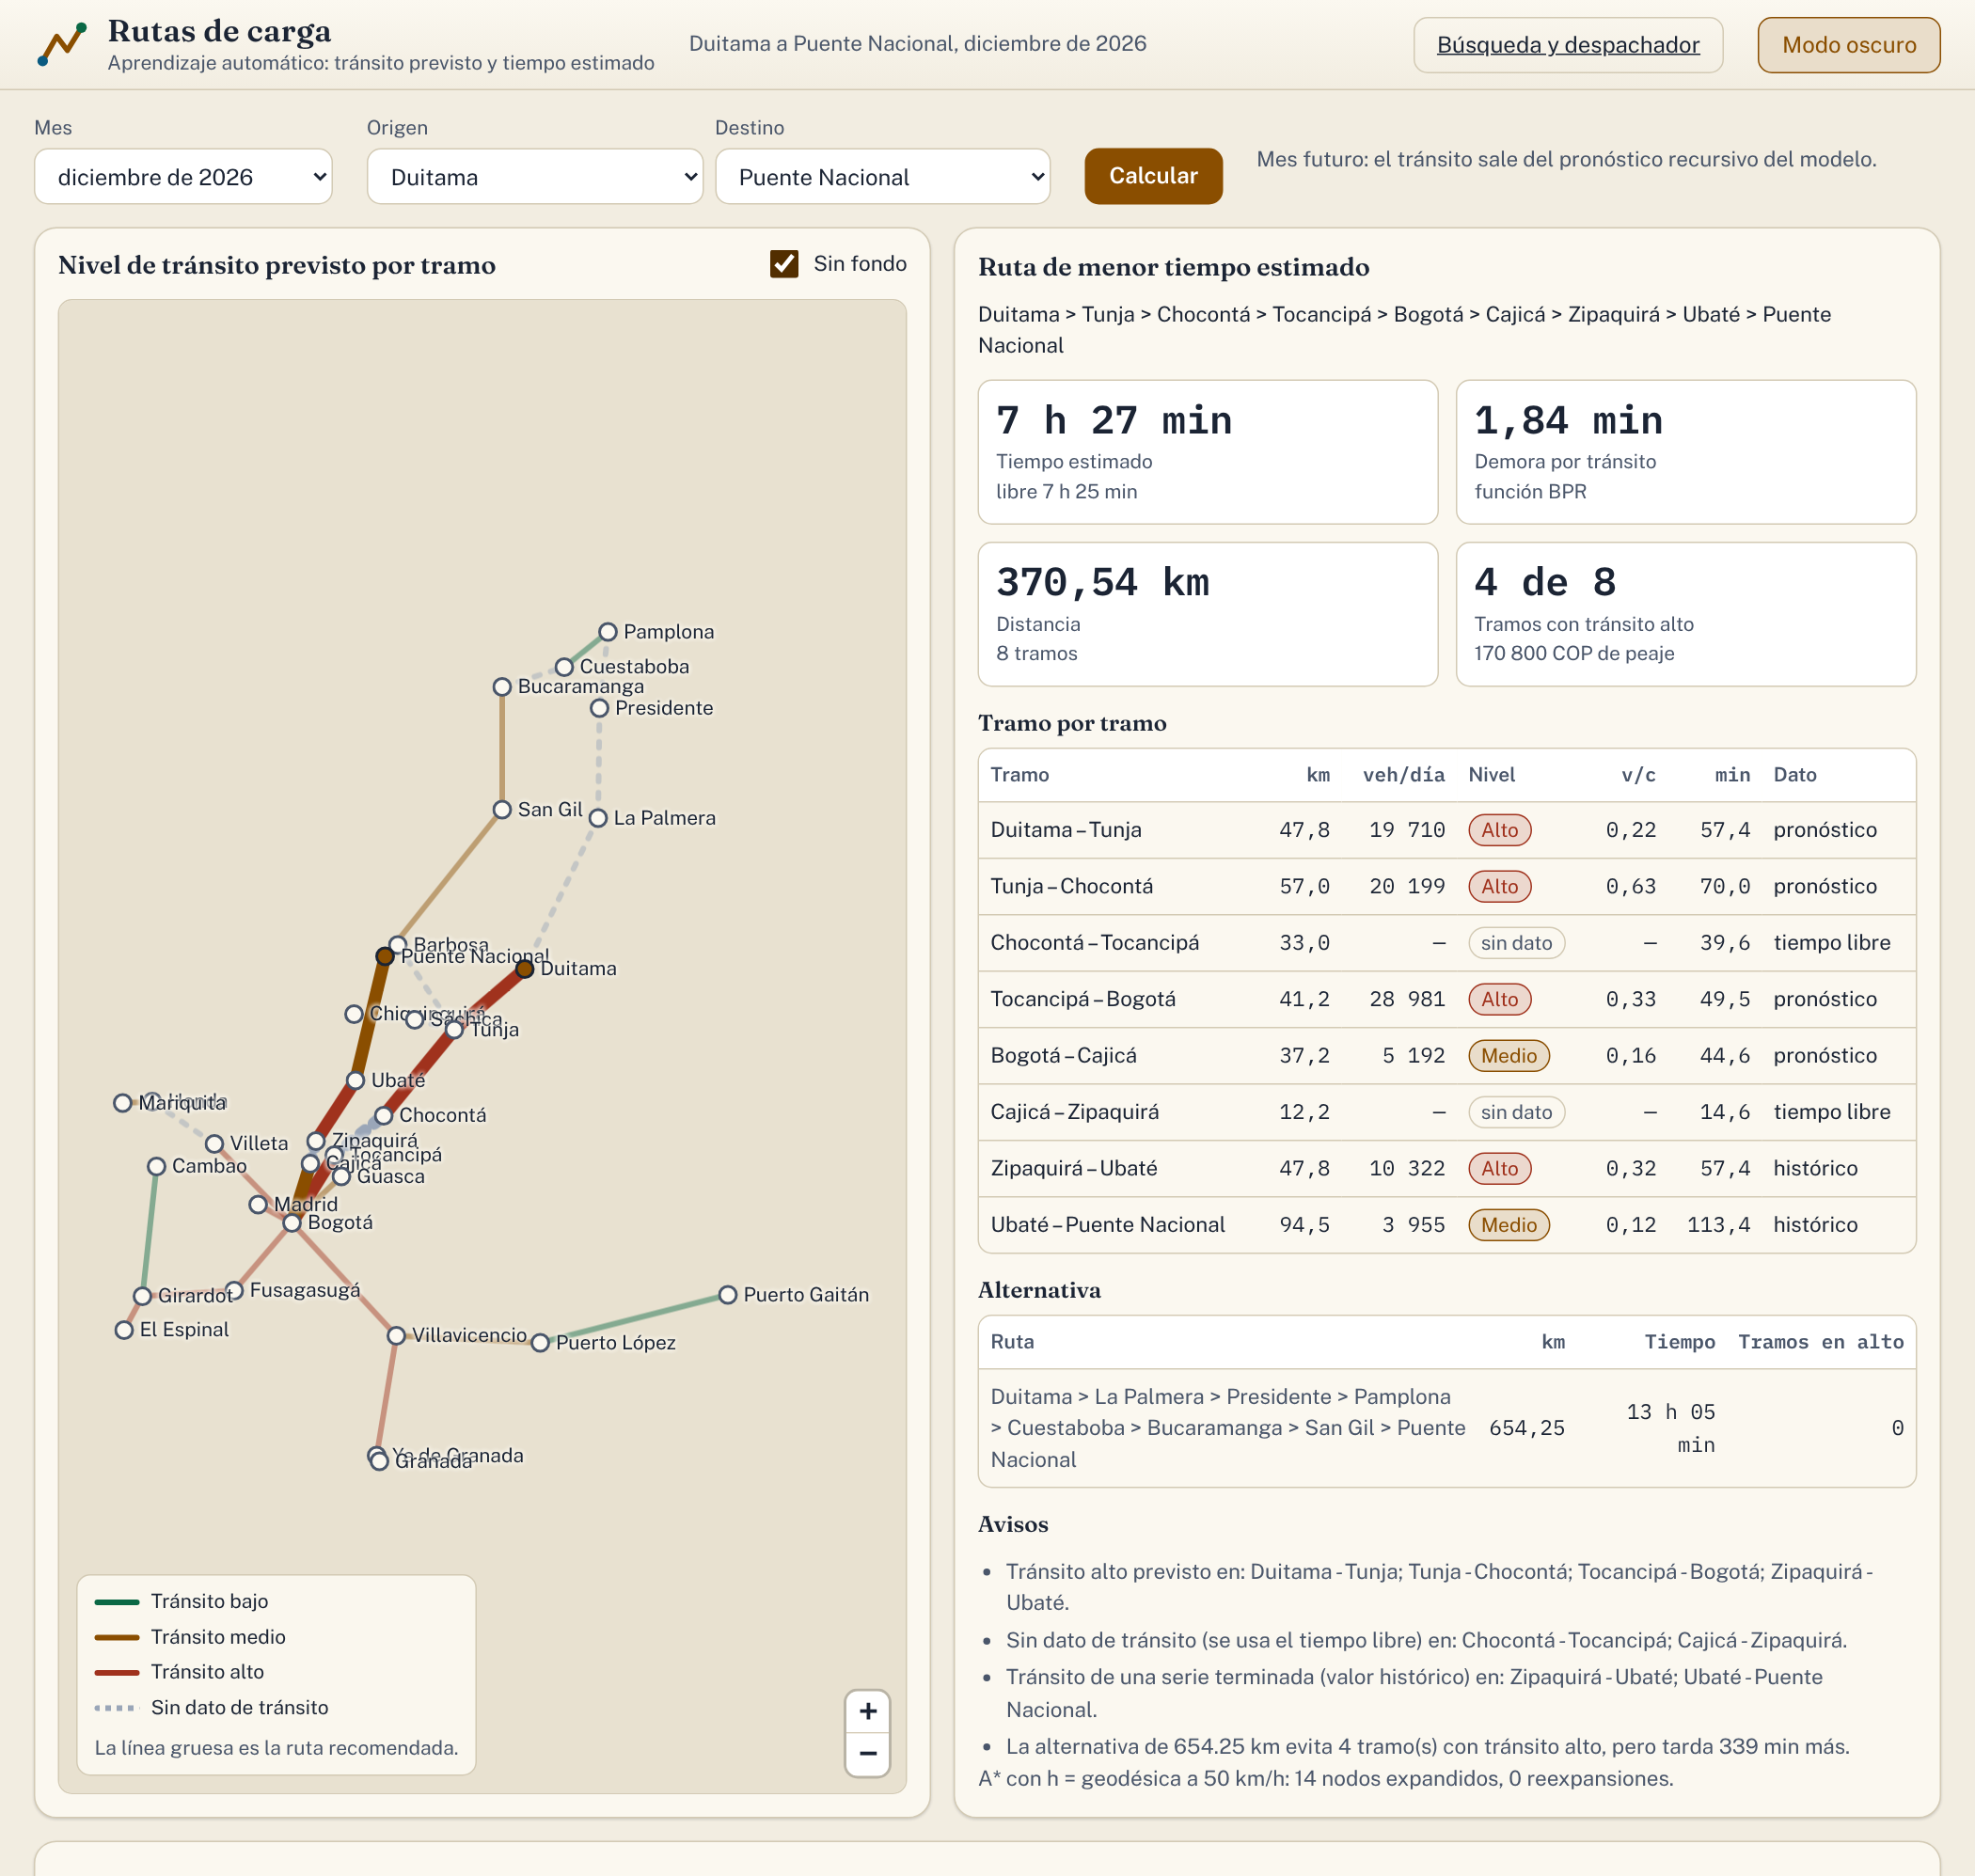 Rutas de carga
Aprendizaje automático: tránsito previsto y tiempo estimado
Duitama a Puente Nacional, diciembre de 2026
Búsqueda y despachador
Modo oscuro
Mes
Origen
Destino
diciembre de 2026
Duitama
Puente Nacional
Calcular
Mes futuro: el tránsito sale del pronóstico recursivo del modelo.
Nivel de tránsito previsto por tramo
Sin fondo
Pamplona
Cuestaboba
Bucaramanga
Presidente
San Gil
La Palmera
Barbosa
Puente Nacional
Duitama
Chiquinquirá
Sáchica
Tunja
Ubaté
Mariquita
Honda
Chocontá
Villeta
Zipaquirá
Tocancipá
Cajicá
Cambao
Guasca
Madrid
Bogotá
Girardot
Fusagasugá
Puerto Gaitán
El Espinal
Villavicencio
Puerto López
Ye de Granada
Granada
Tránsito bajo
Tránsito medio
Tránsito alto
Sin dato de tránsito
La línea gruesa es la ruta recomendada.
+
−
Ruta de menor tiempo estimado
Duitama > Tunja > Chocontá > Tocancipá > Bogotá > Cajicá > Zipaquirá > Ubaté > Puente
Nacional
7 h 27 min
Tiempo estimado
libre 7 h 25 min
1,84 min
Demora por tránsito
función BPR
370,54 km
Distancia
8 tramos
4 de 8
Tramos con tránsito alto
170 800 COP de peaje
Tramo por tramo
Tramo km veh/día Nivel v/c min Dato
Duitama–Tunja 47,8 19 710 Alto 0,22 57,4 pronóstico
Tunja–Chocontá 57,0 20 199 Alto 0,63 70,0 pronóstico
Chocontá–Tocancipá 33,0 — sin dato — 39,6 tiempo libre
Tocancipá–Bogotá 41,2 28 981 Alto 0,33 49,5 pronóstico
Bogotá–Cajicá 37,2 5 192 Medio 0,16 44,6 pronóstico
Cajicá–Zipaquirá 12,2 — sin dato — 14,6 tiempo libre
Zipaquirá–Ubaté 47,8 10 322 Alto 0,32 57,4 histórico
Ubaté–Puente Nacional 94,5 3 955 Medio 0,12 113,4 histórico
Alternativa
Ruta km Tiempo Tramos en alto
Duitama > La Palmera > Presidente > Pamplona
> Cuestaboba > Bucaramanga > San Gil > Puente
Nacional
654,25
13 h 05
min
0
Avisos
• Tránsito alto previsto en: Duitama-Tunja; Tunja-Chocontá; Tocancipá-Bogotá; Zipaquirá-
Ubaté.
• Sin dato de tránsito (se usa el tiempo libre) en: Chocontá-Tocancipá; Cajicá-Zipaquirá.
• Tránsito de una serie terminada (valor histórico) en: Zipaquirá-Ubaté; Ubaté-Puente
Nacional.
• La alternativa de 654.25 km evita 4 tramo(s) con tránsito alto, pero tarda 339 min más.
A* con h = geodésica a 50 km/h: 14 nodos expandidos, 0 reexpansiones.